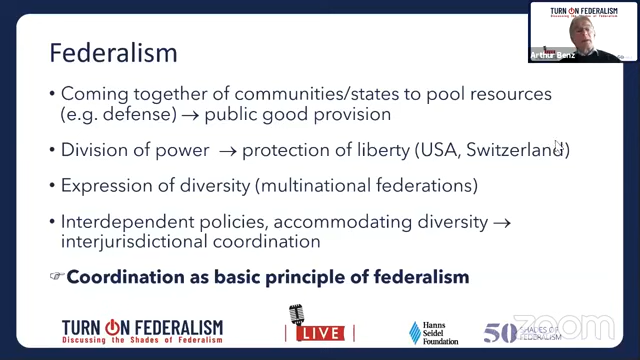 Federalism
• Coming together of communities/states to pool resources
(e.g. defense) → public good provision
• Division of power → protection of liberty (USA, Switzerland)
• Expression of diversity (multinational federations)
• Interdependent policies, accommodating diversity →
interjurisdictional coordination
☞Coordination as basic principle of federalism
TURN ON FEDERALISM
Discussing the Shades of Federalism
LIVE
Hanns
Seidel
Foundation
50 SHADES OF
FEDERALISM
zoom
TURN ON FEDERALISM
Discussing the Shades of Federalism
Arthur Benz